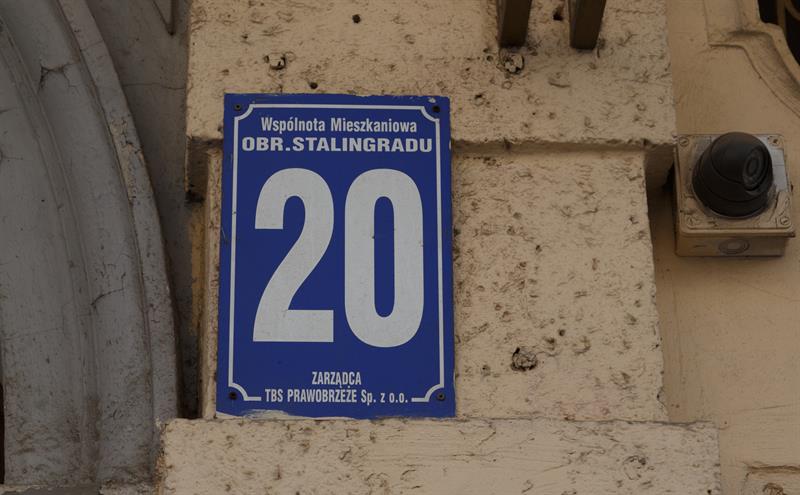 Wspólnota Mieszkaniowa
OBR.STALINGRADU
20
ZARZĄDCA
TBS PRAWOBRZEŻE Sp. z o.o.